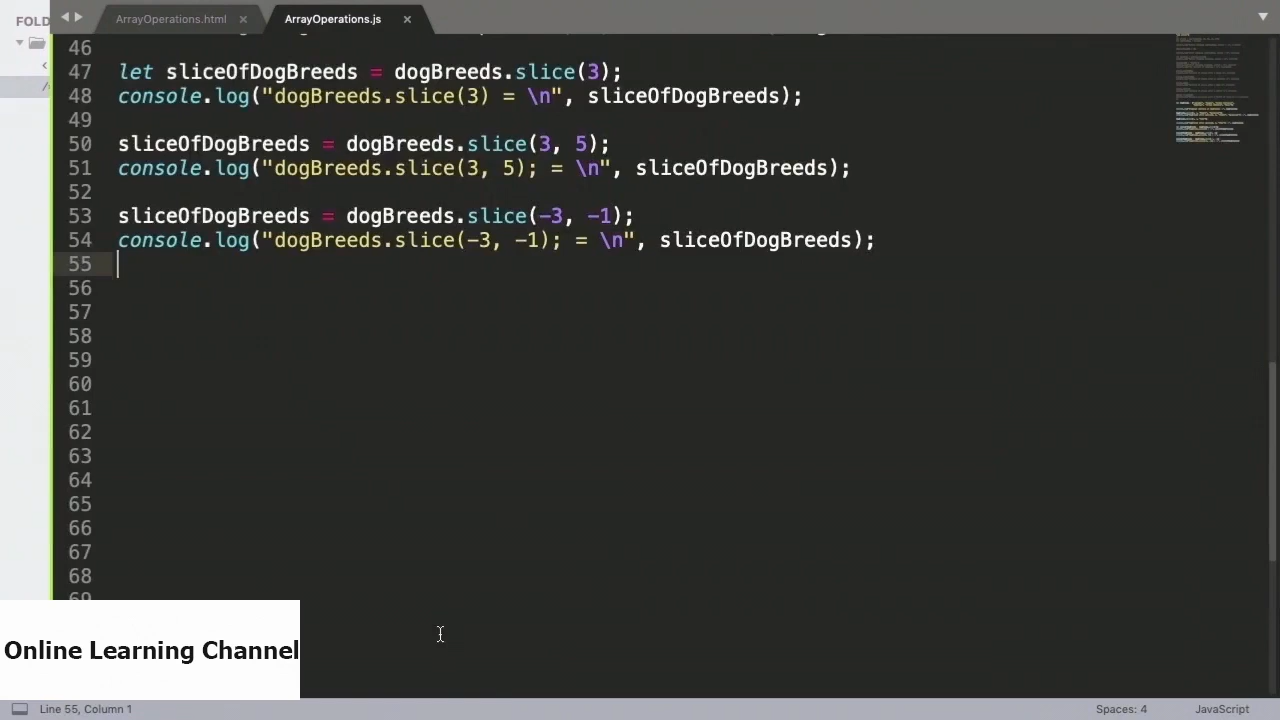 FOLD
ArrayOperations.html ×
ArrayOperations.js ×
46
47 let sliceOfDogBreeds = dogBreeds.slice(3);
48 console.log("dogBreeds.slice(3) = \n", sliceOfDogBreeds);
49
50 sliceOfDogBreeds = dogBreeds.slice(3, 5);
51 console.log("dogBreeds.slice(3, 5); = \n", sliceOfDogBreeds);
52
53 sliceOfDogBreeds = dogBreeds.slice(-3, -1);
54 console.log("dogBreeds.slice(-3, -1); = \n", sliceOfDogBreeds);
55
56
57
58
59
60
61
62
63
64
65
66
67
68
69
Online Learning Channel
Line 55, Column 1
Spaces: 4
JavaScript